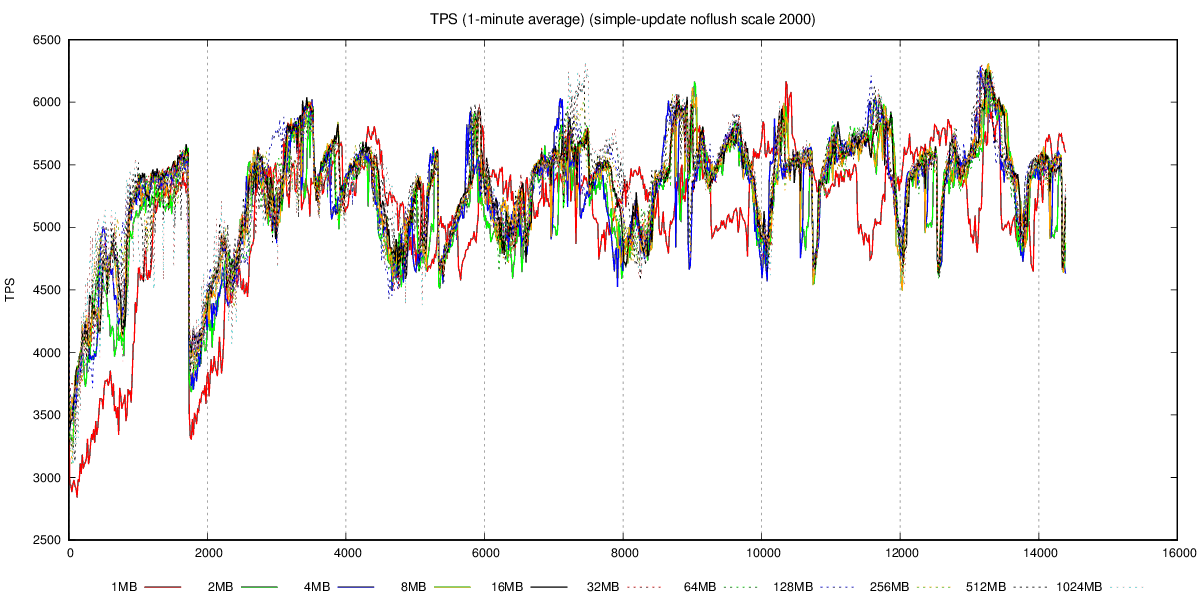 TPS (1-minute average) (simple-update noflush scale 2000)
6500
6000
5500
5000
4500
4000
3500
3000
2500
TPS
0 2000 4000 6000 8000 10000 12000 14000 16000
1MB 2MB 4MB 8MB 16MB 32MB 64MB 128MB 256MB 512MB 1024MB